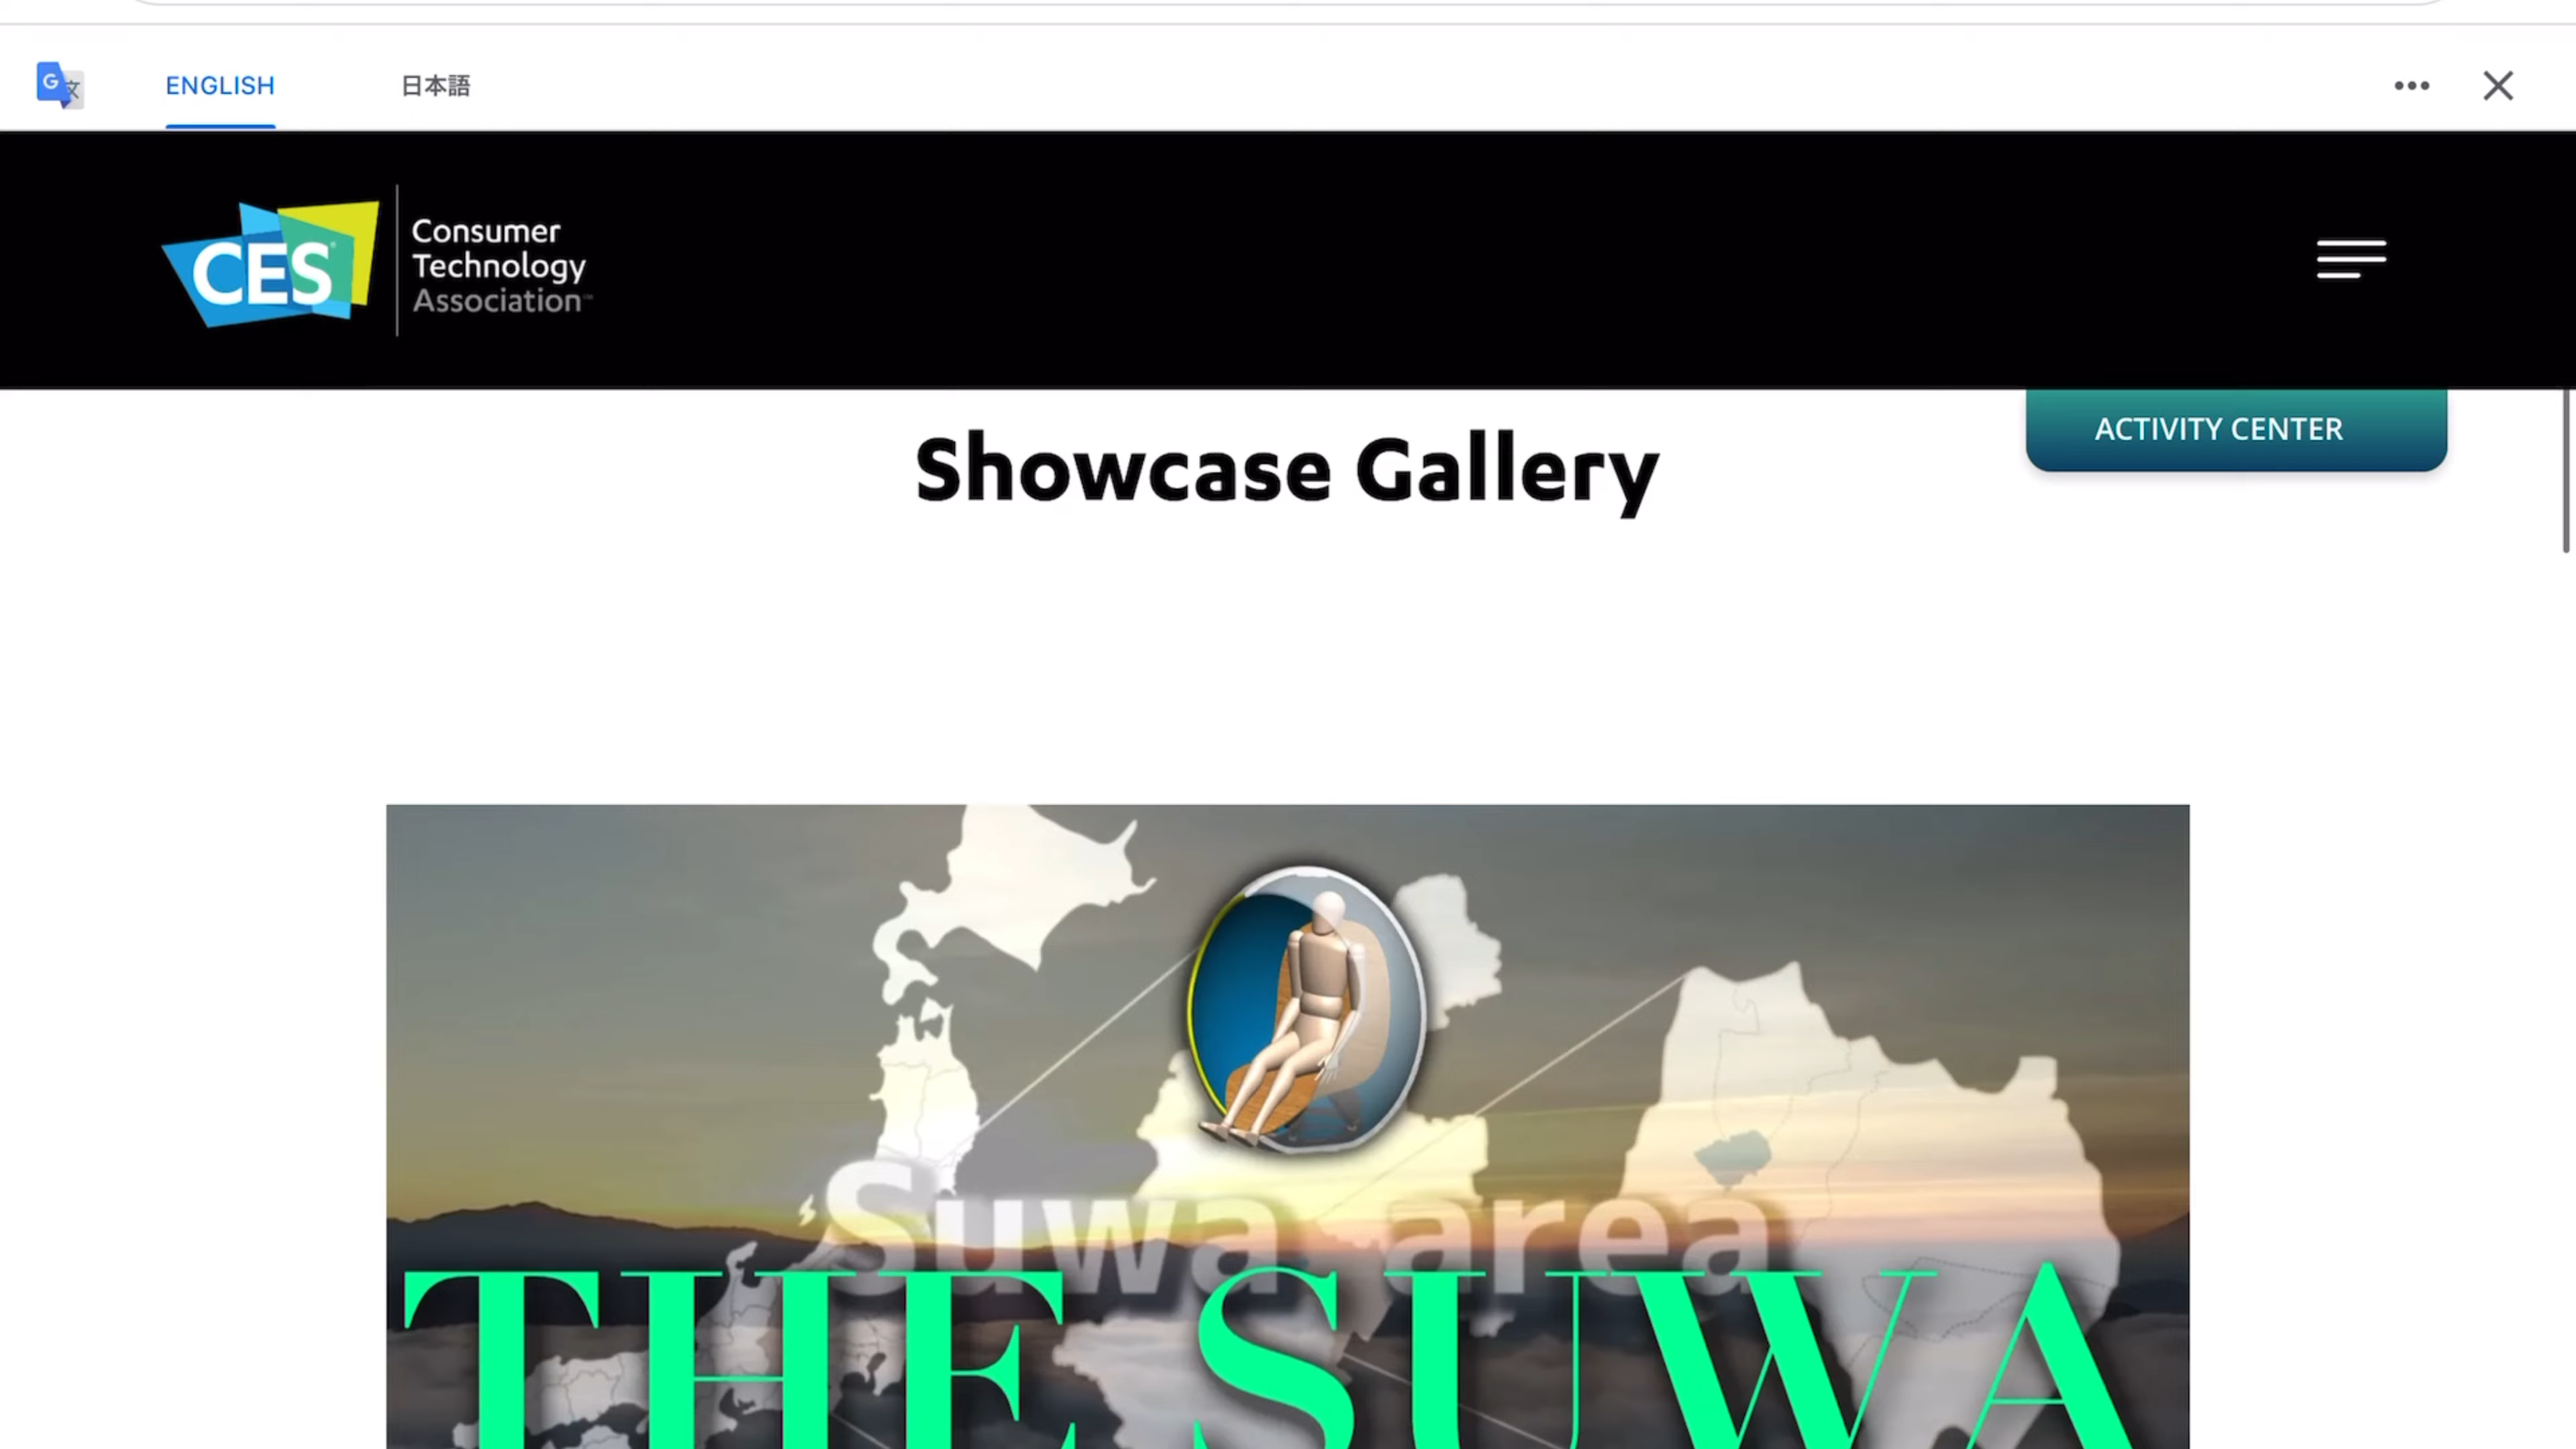 ENGLISH 日本語
CES
Consumer
Technology
Association
ACTIVITY CENTER
Showcase Gallery
Suwa area
THE SUWA